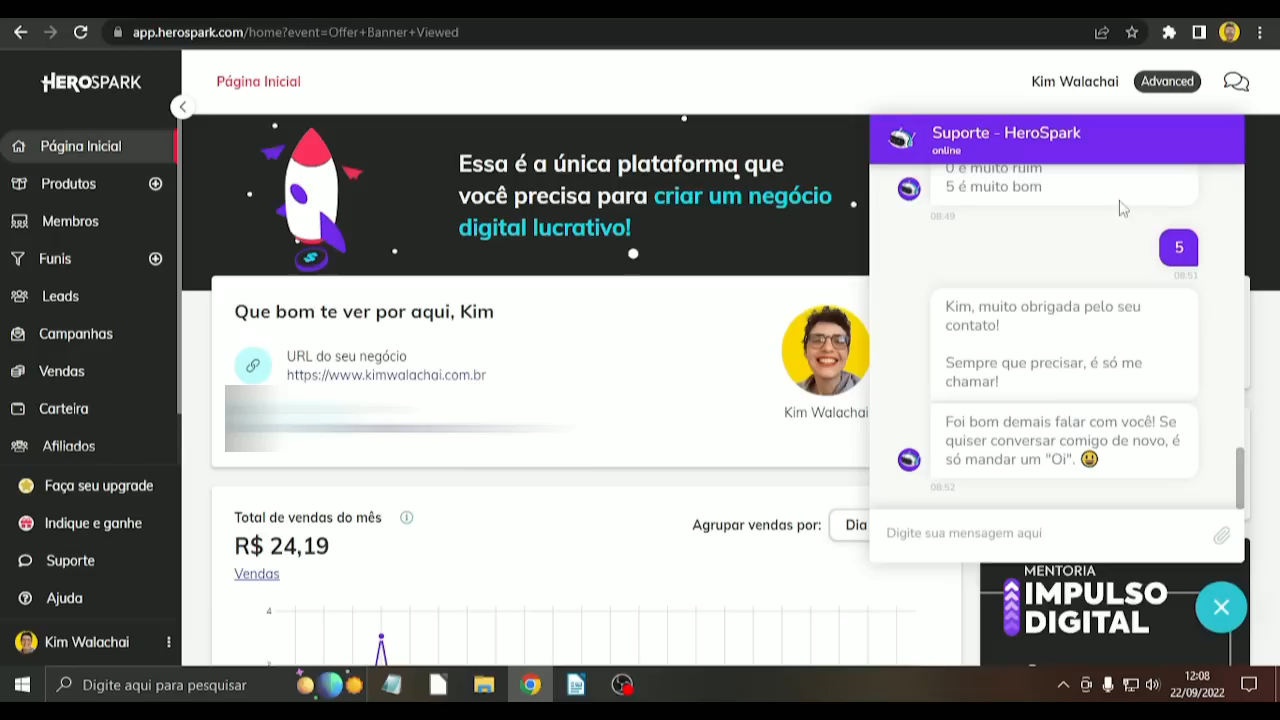 app.herospark.com/home?event=Offer+Banner+Viewed
HEROSPARK
Página Inicial
Produtos
Membros
Funis
Leads
Campanhas
Vendas
Carteira
Afiliados
Faça seu upgrade
Indique e ganhe
Suporte
Ajuda
Kim Walachai
Página Inicial
Kim Walachai
Advanced
Essa é a única plataforma que
você precisa para criar um negócio
digital lucrativo!
Que bom te ver por aqui, Kim
URL do seu negócio
https://www.kimwalachai.com.br
Kim Walachai
Total de vendas do mês
R$ 24,19
Vendas
Agrupar vendas por:
Dia
4
Suporte - HeroSpark
online
0 é muito ruim
5 é muito bom
08:49
5
08:51
Kim, muito obrigada pelo seu
contato!
Sempre que precisar, é só me
chamar!
Foi bom demais falar com você! Se
quiser conversar comigo de novo, é
só mandar um "Oi". 😀
08:52
Digite sua mensagem aqui
MENTORIA
IMPULSO
DIGITAL
Digite aqui para pesquisar
12:08
22/09/2022